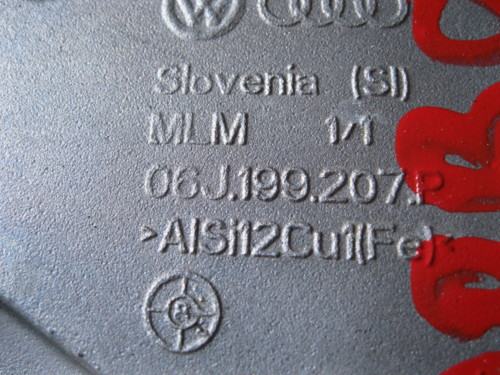 Slovenia (SI)
MLM 1/1
06J.199.207.P
>AlSi12Cu1(Fe)<